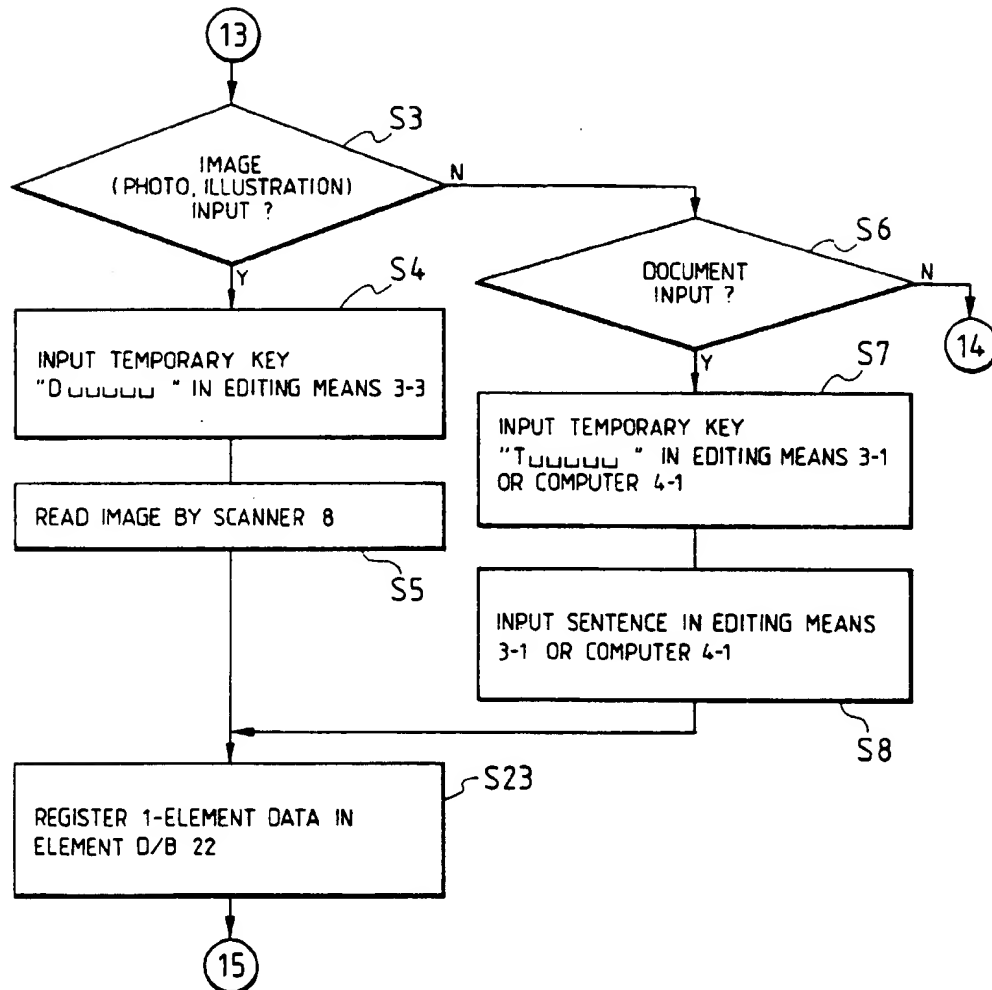 13
S3
IMAGE
(PHOTO, ILLUSTRATION)
INPUT ?
N
Y
S4
INPUT TEMPORARY KEY
"D␣␣␣␣␣ " IN EDITING MEANS 3-3
READ IMAGE BY SCANNER 8
S5
S6
DOCUMENT
INPUT ?
N
14
Y
S7
INPUT TEMPORARY KEY
"T␣␣␣␣␣ " IN EDITING MEANS 3-1
OR COMPUTER 4-1
INPUT SENTENCE IN EDITING MEANS
3-1 OR COMPUTER 4-1
S8
S23
REGISTER 1-ELEMENT DATA IN
ELEMENT D/B 22
15